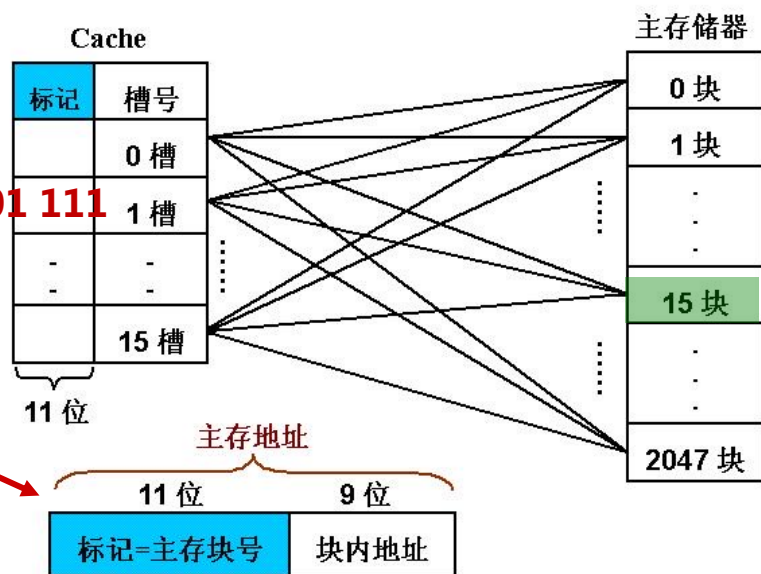 Cache
主存储器
标记 槽号
0 槽
01 111 1 槽
15 槽
11 位
0 块
1 块
15 块
2047 块
主存地址
11 位 9 位
标记=主存块号 块内地址